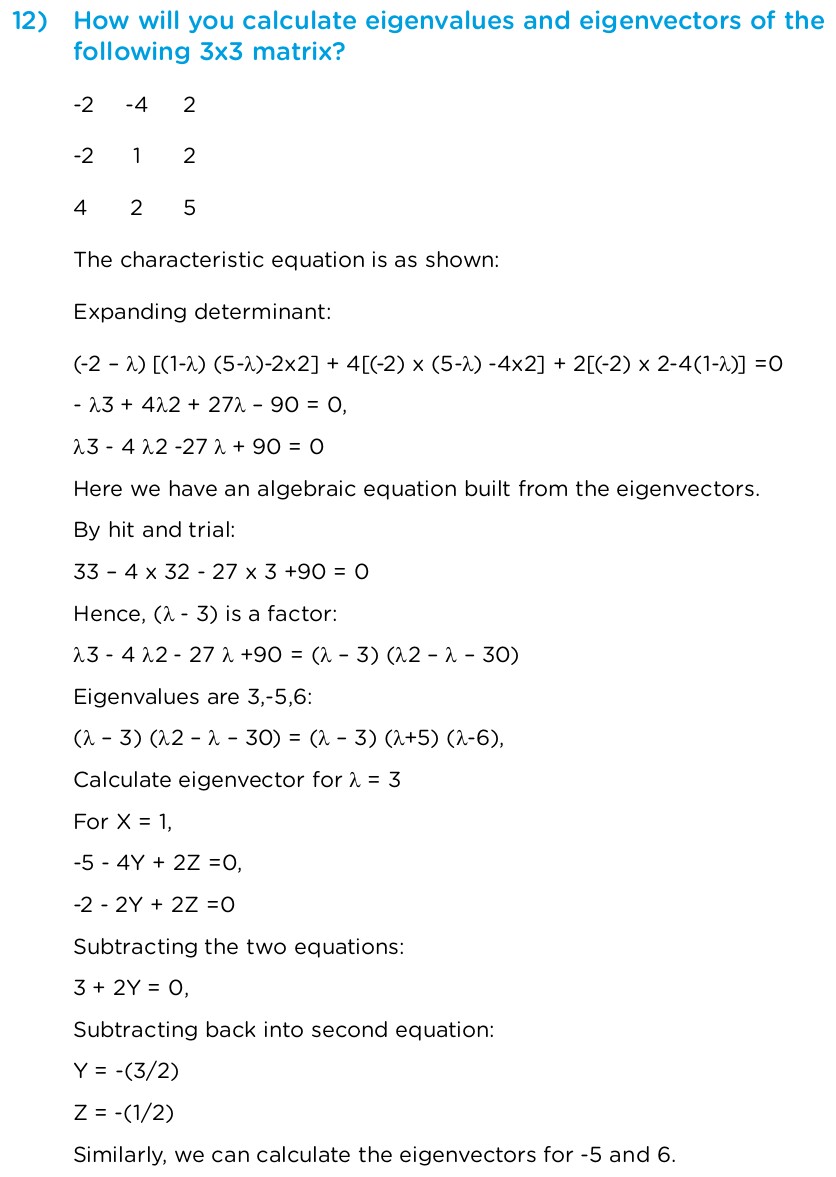 12) How will you calculate eigenvalues and eigenvectors of the
following 3x3 matrix?
-2 -4 2
-2 1 2
4 2 5
The characteristic equation is as shown:
Expanding determinant:
(-2 – λ) [(1-λ) (5-λ)-2x2] + 4[(-2) x (5-λ) -4x2] + 2[(-2) x 2-4(1-λ)] =0
- λ3 + 4λ2 + 27λ – 90 = 0,
λ3 - 4 λ2 -27 λ + 90 = 0
Here we have an algebraic equation built from the eigenvectors.
By hit and trial:
33 – 4 x 32 - 27 x 3 +90 = 0
Hence, (λ - 3) is a factor:
λ3 - 4 λ2 - 27 λ +90 = (λ – 3) (λ2 – λ – 30)
Eigenvalues are 3,-5,6:
(λ – 3) (λ2 – λ – 30) = (λ – 3) (λ+5) (λ-6),
Calculate eigenvector for λ = 3
For X = 1,
-5 - 4Y + 2Z =0,
-2 - 2Y + 2Z =0
Subtracting the two equations:
3 + 2Y = 0,
Subtracting back into second equation:
Y = -(3/2)
Z = -(1/2)
Similarly, we can calculate the eigenvectors for -5 and 6.